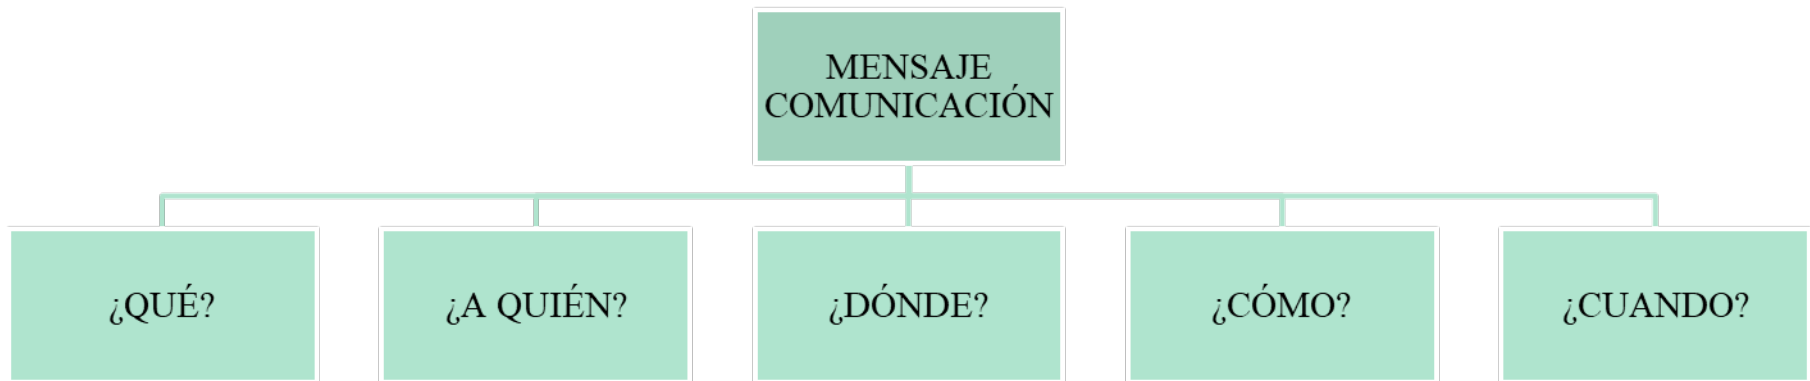 MENSAJE
COMUNICACIÓN
¿QUÉ?
¿A QUIÉN?
¿DÓNDE?
¿CÓMO?
¿CUANDO?